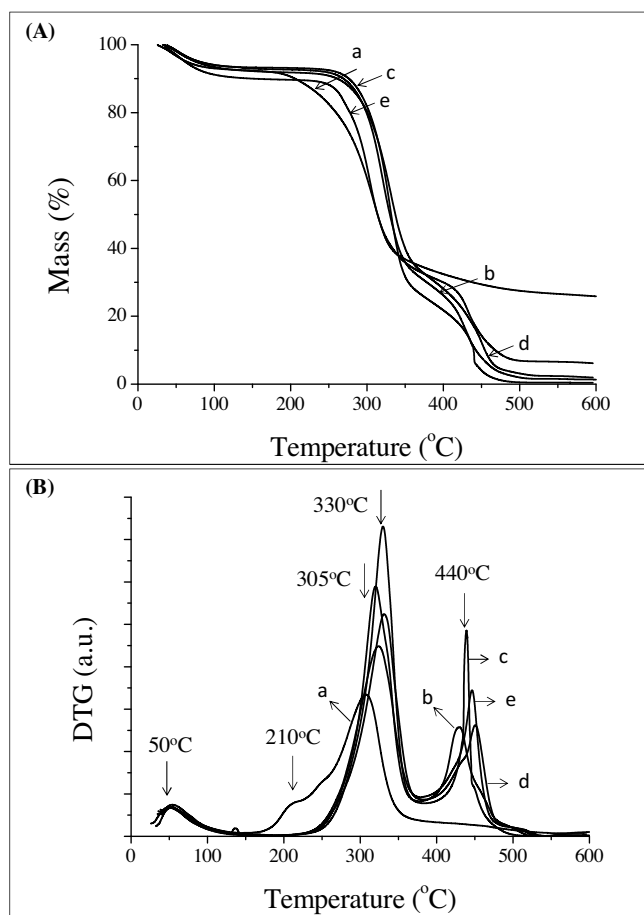 (A)
100
80
60
40
20
0
Mass (%)
a
c
e
b
d
0 100 200 300 400 500 600
Temperature (°C)
(B)
330°C
305°C
440°C
c
a
b
e
210°C
50°C
d
DTG (a.u.)
0 100 200 300 400 500 600
Temperature (°C)